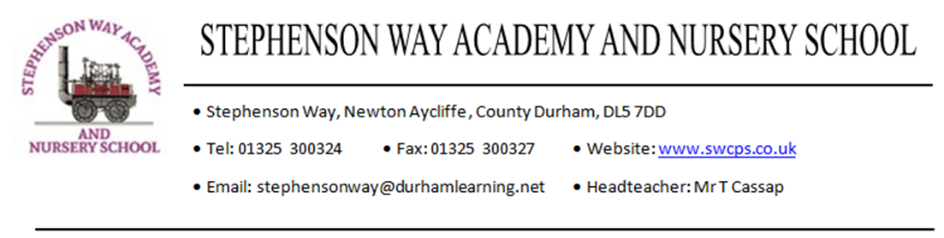 STEPHENSON WAY ACADEMY
AND
NURSERY SCHOOL
STEPHENSON WAY ACADEMY AND NURSERY SCHOOL
• Stephenson Way, Newton Aycliffe, County Durham, DL5 7DD
• Tel: 01325 300324 • Fax: 01325 300327 • Website: www.swcps.co.uk
• Email: stephensonway@durhamlearning.net • Headteacher: Mr T Cassap